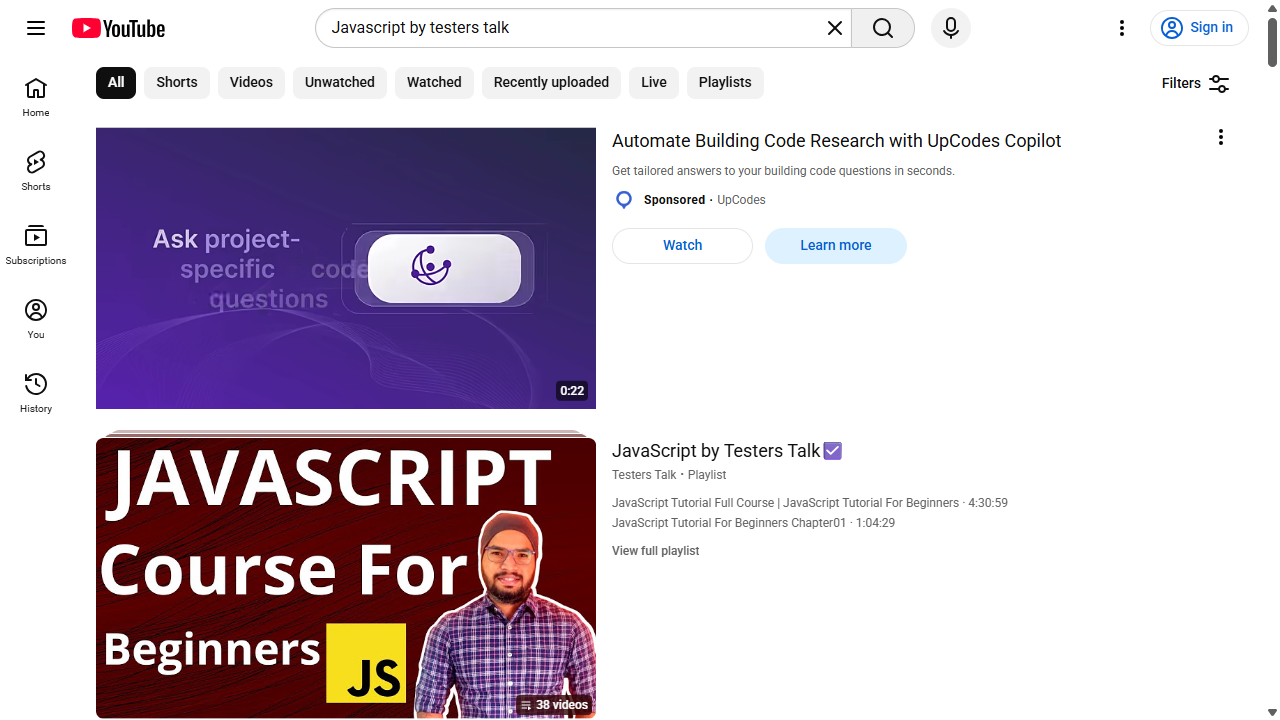 YouTube
Javascript by testers talk
Sign in
All
Shorts
Videos
Unwatched
Watched
Recently uploaded
Live
Playlists
Filters
Home
Shorts
Subscriptions
You
History
Ask project-
specific code
questions
0:22
Automate Building Code Research with UpCodes Copilot
Get tailored answers to your building code questions in seconds.
Sponsored · UpCodes
Watch
Learn more
JAVASCRIPT
Course For
Beginners
JS
38 videos
JavaScript by Testers Talk☑
Testers Talk • Playlist
JavaScript Tutorial Full Course | JavaScript Tutorial For Beginners · 4:30:59
JavaScript Tutorial For Beginners Chapter01 · 1:04:29
View full playlist